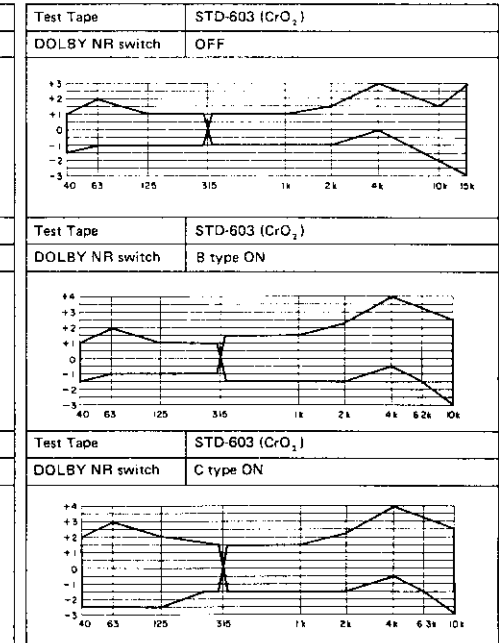 Test Tape STD-603 (CrO₂)
DOLBY NR switch OFF
+3
+2
+1
0
-1
-2
-3
40 63 125 315 1k 2k 4k 10k 15k
Test Tape STD-603 (CrO₂)
DOLBY NR switch B type ON
+4
+3
+2
+1
0
-1
-2
-3
40 63 125 315 1k 2k 4k 6.2k 10k
Test Tape STD-603 (CrO₂)
DOLBY NR switch C type ON
+4
+3
+2
+1
0
-1
-2
-3
40 63 125 315 1k 2k 4k 6.3k 10k